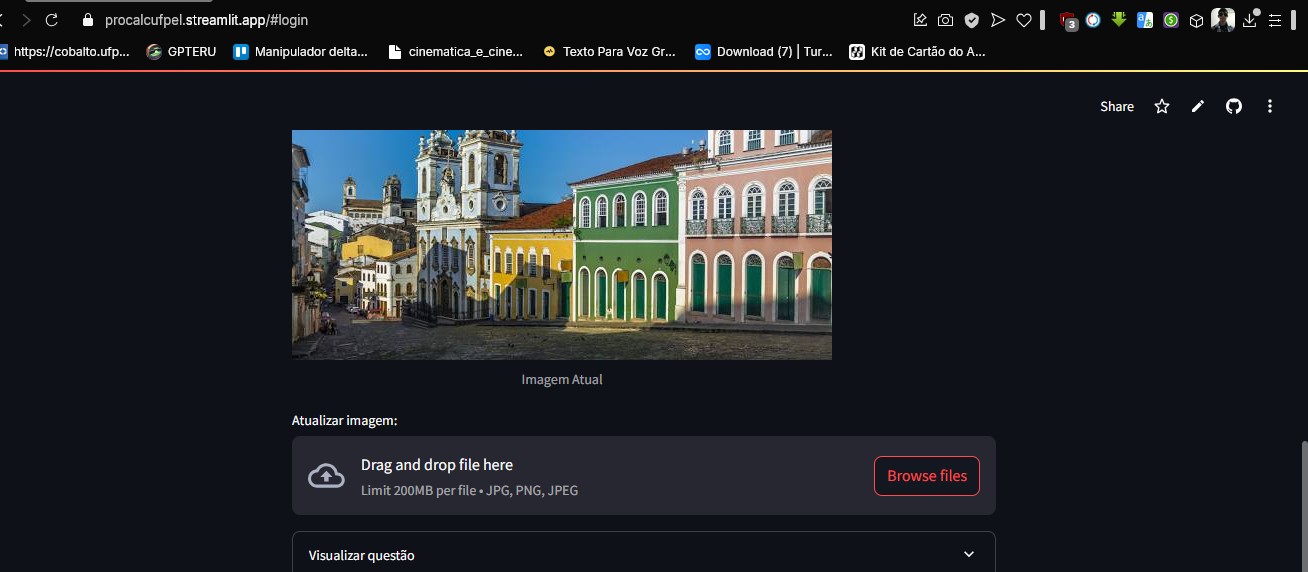 procalcufpel.streamlit.app/#login
3
https://cobalto.ufp...
GPTERU
Manipulador delta...
cinematica_e_cine...
Texto Para Voz Gr...
Download (7) | Tur...
Kit de Cartão do A...
Share
Imagem Atual
Atualizar imagem:
Drag and drop file here
Limit 200MB per file • JPG, PNG, JPEG
Browse files
Visualizar questão